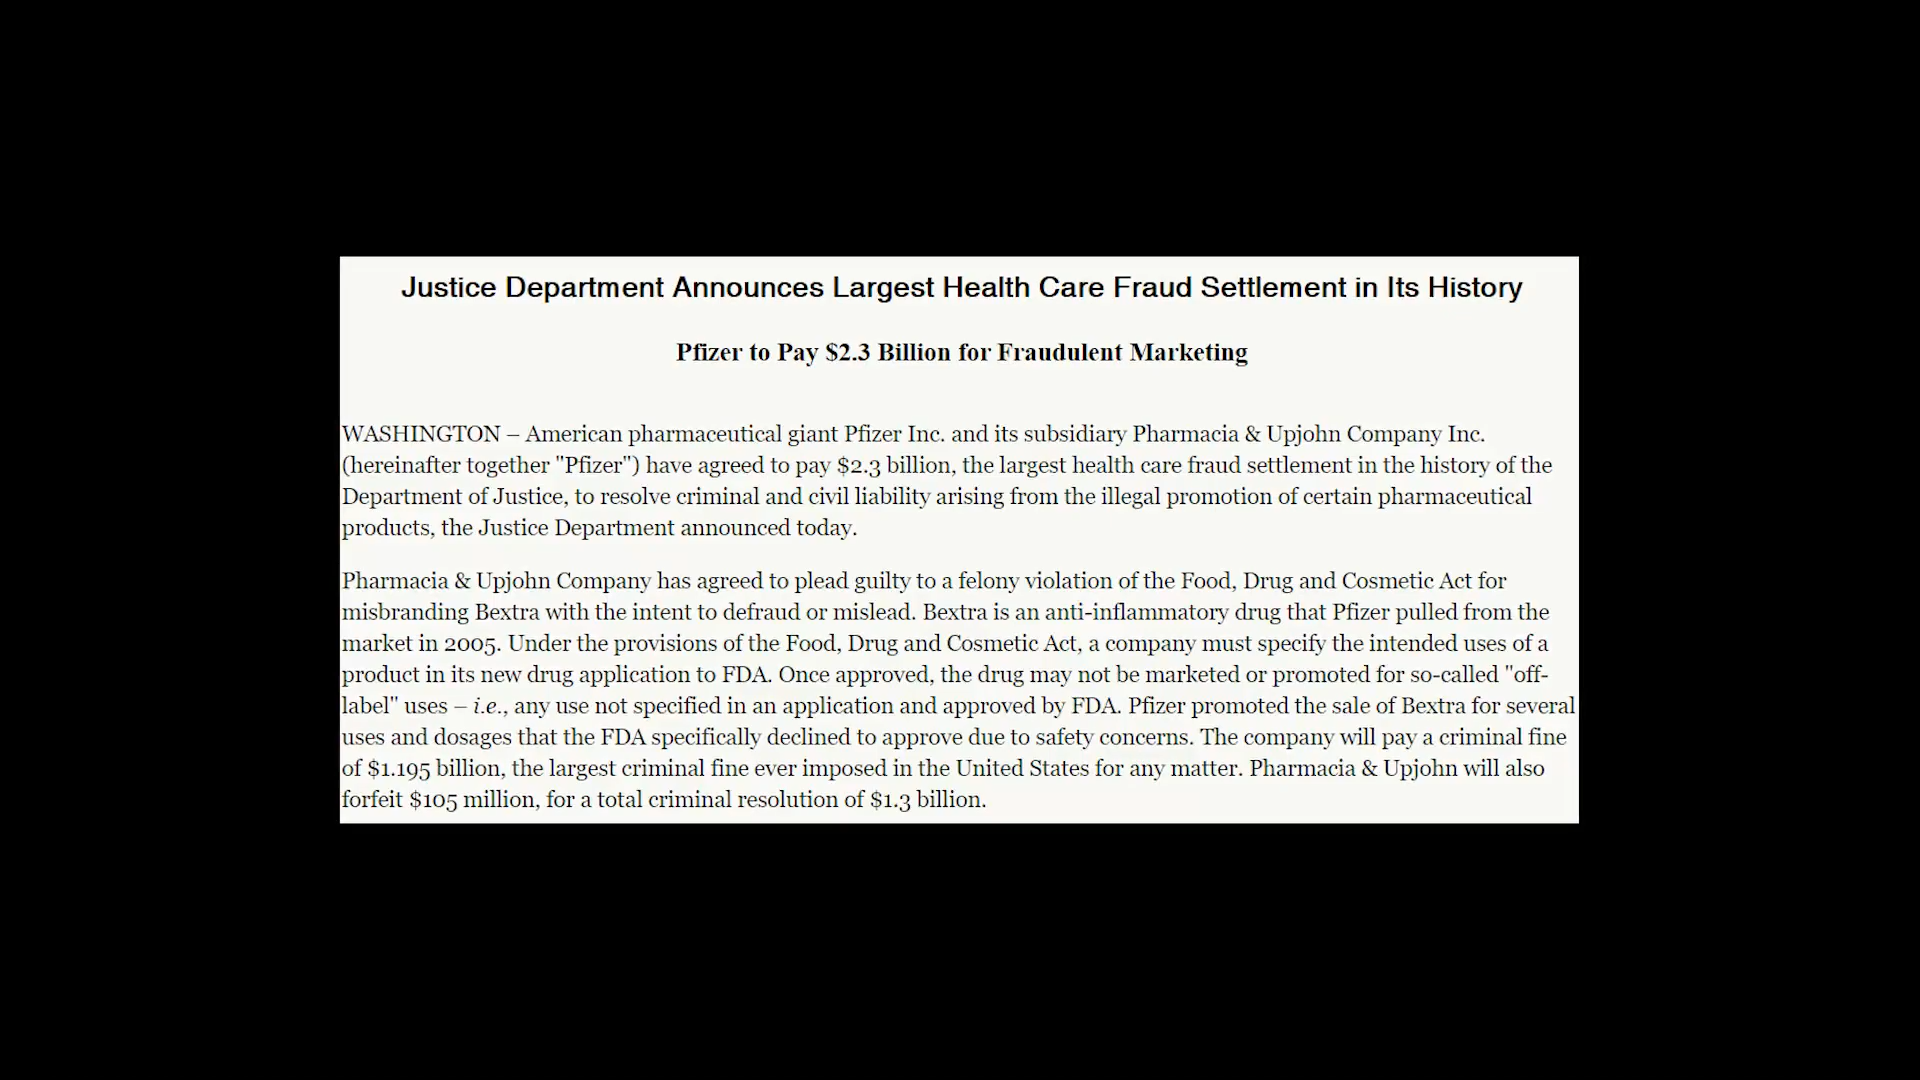 Justice Department Announces Largest Health Care Fraud Settlement in Its History
Pfizer to Pay $2.3 Billion for Fraudulent Marketing
WASHINGTON – American pharmaceutical giant Pfizer Inc. and its subsidiary Pharmacia & Upjohn Company Inc.
(hereinafter together "Pfizer") have agreed to pay $2.3 billion, the largest health care fraud settlement in the history of the
Department of Justice, to resolve criminal and civil liability arising from the illegal promotion of certain pharmaceutical
products, the Justice Department announced today.
Pharmacia & Upjohn Company has agreed to plead guilty to a felony violation of the Food, Drug and Cosmetic Act for
misbranding Bextra with the intent to defraud or mislead. Bextra is an anti-inflammatory drug that Pfizer pulled from the
market in 2005. Under the provisions of the Food, Drug and Cosmetic Act, a company must specify the intended uses of a
product in its new drug application to FDA. Once approved, the drug may not be marketed or promoted for so-called "off-
label" uses – i.e., any use not specified in an application and approved by FDA. Pfizer promoted the sale of Bextra for several
uses and dosages that the FDA specifically declined to approve due to safety concerns. The company will pay a criminal fine
of $1.195 billion, the largest criminal fine ever imposed in the United States for any matter. Pharmacia & Upjohn will also
forfeit $105 million, for a total criminal resolution of $1.3 billion.